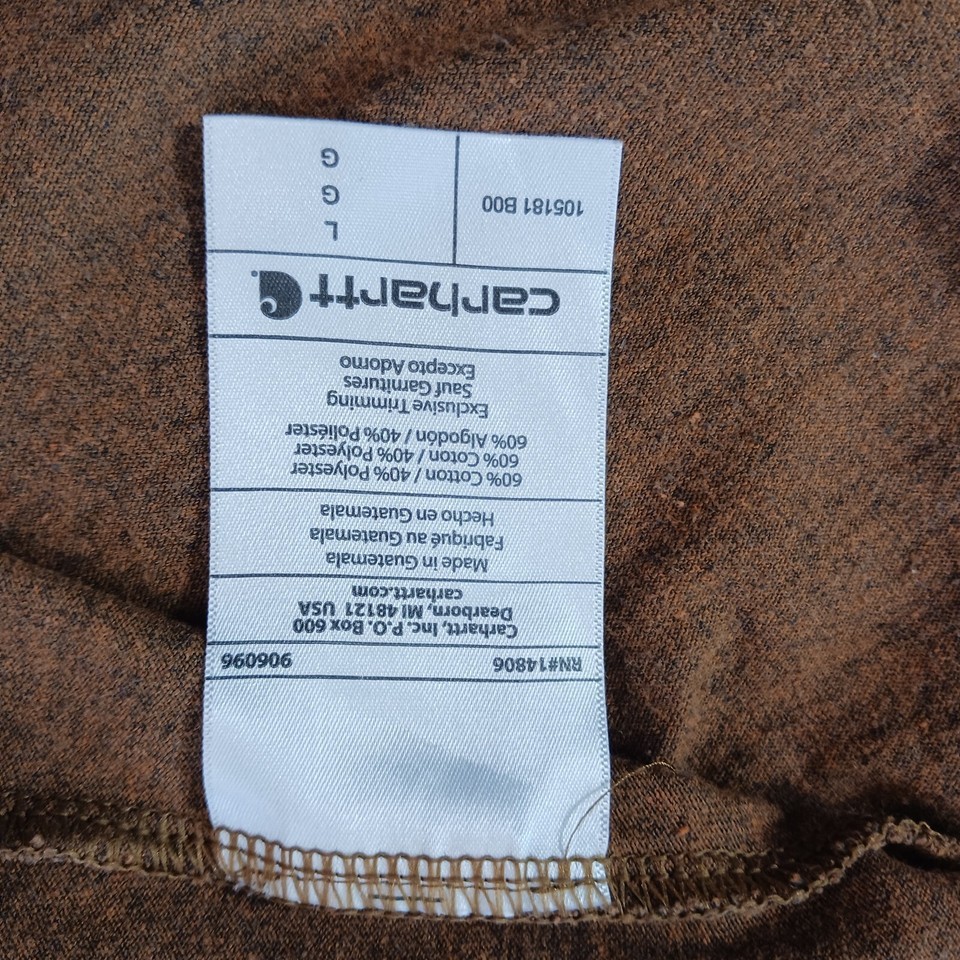 RN#14806 906096
Carhartt, Inc. P.O. Box 600
Dearborn, MI 48121 USA
carhartt.com
Made in Guatemala
Fabriqué au Guatemala
Hecho en Guatemala
60% Cotton / 40% Polyester
60% Coton / 40% Polyester
60% Algodón / 40% Poliéster
Exclusive Trimming
Sauf Garnitures
Excepto Adorno
carhartt
105181 B00
L
G
G